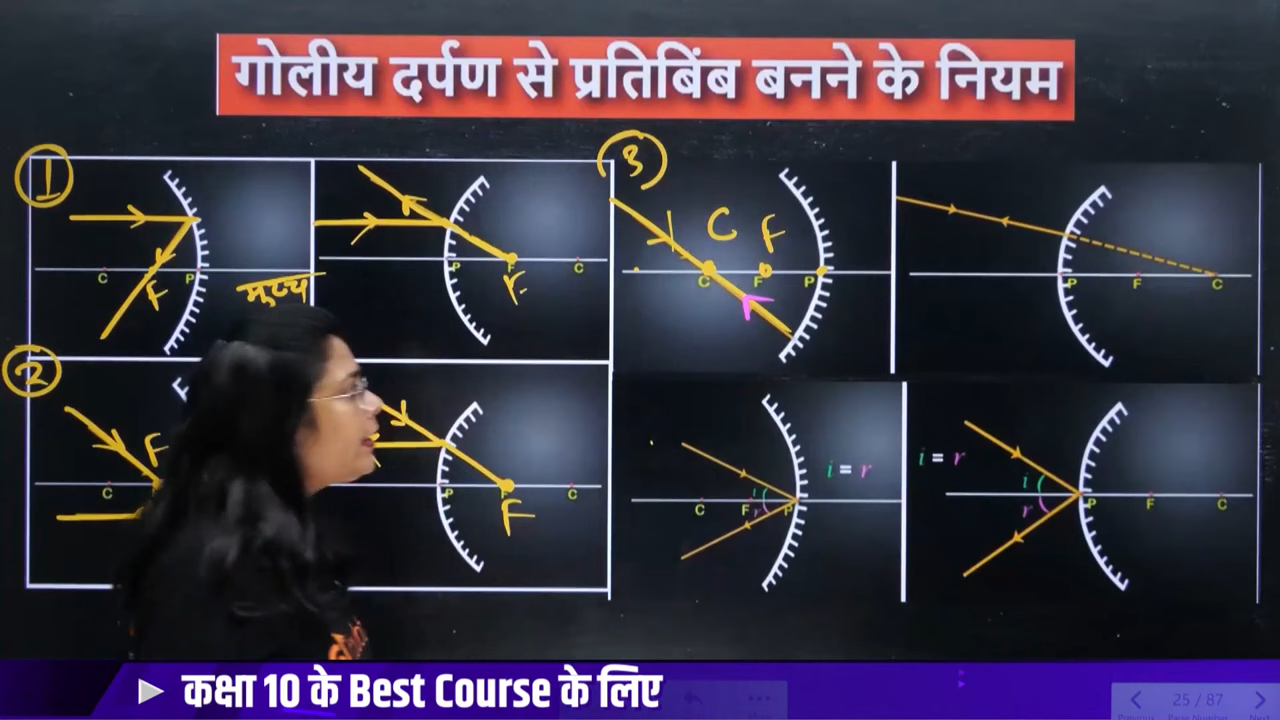 गोलीय दर्पण से प्रतिबिंब बनने के नियम
1
C F P
मुख्य
P F C
F
3
C F
C F P
P F C
2
F
C
P F C
F
i = r
C F P
i
r
i = r
i
r
P F C
कक्षा 10 के Best Course के लिए
25 / 87